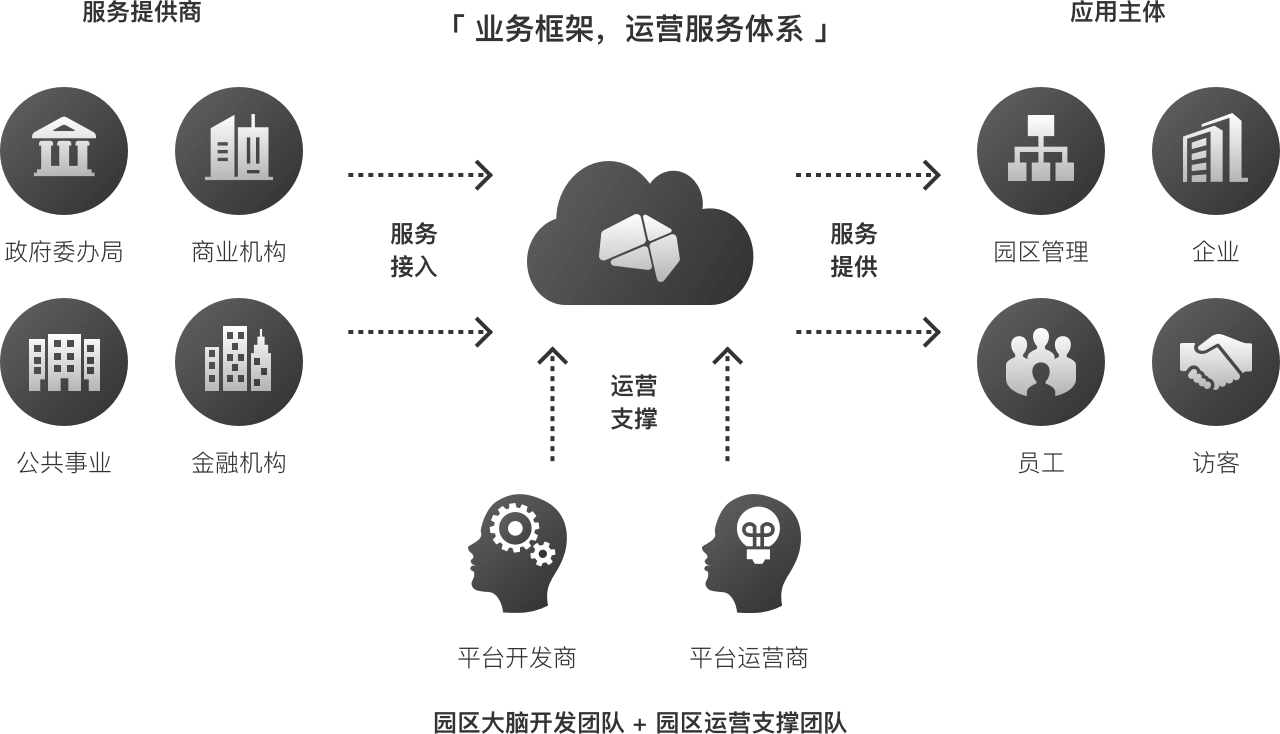 服务提供商
「 业务框架，运营服务体系 」
应用主体
政府委办局
商业机构
服务
接入
服务
提供
园区管理
企业
运营
支撑
公共事业
金融机构
员工
访客
平台开发商
平台运营商
园区大脑开发团队 + 园区运营支撑团队